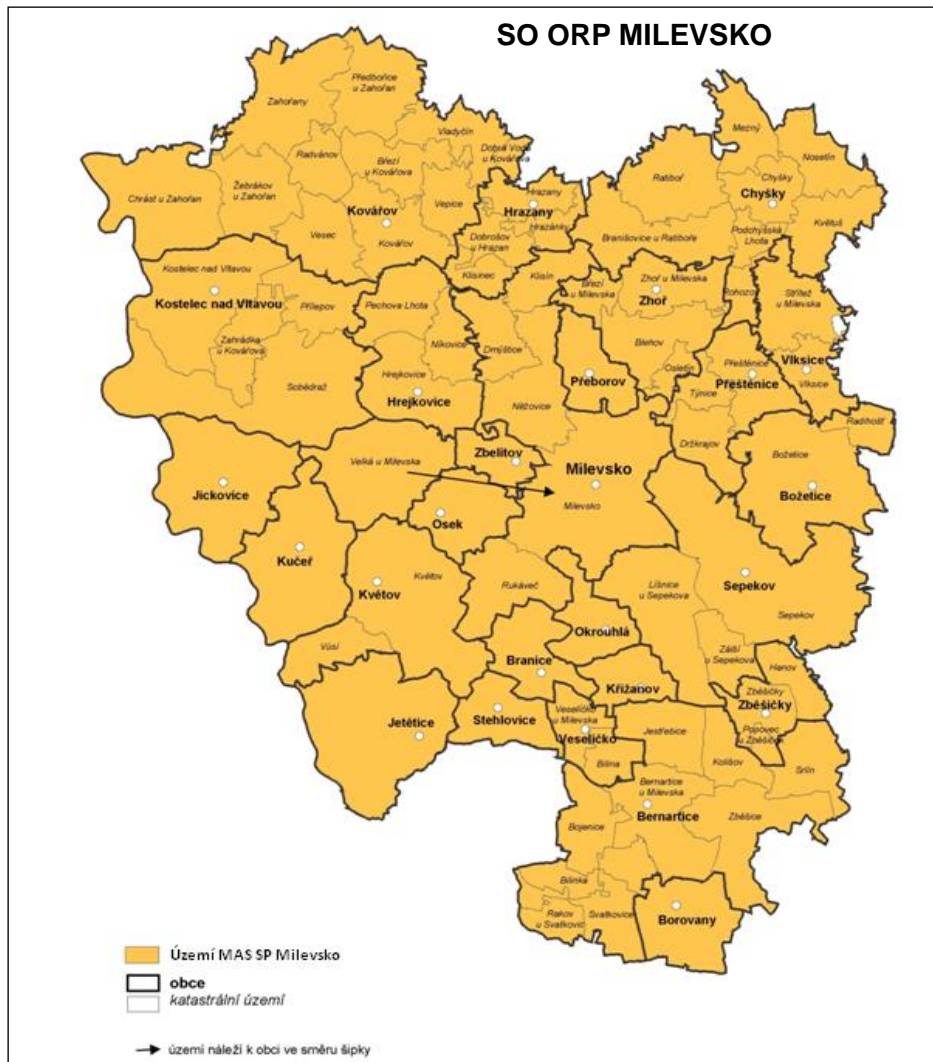 SO ORP MILEVSKO
Předbořice
u Zahořan
Zahořany
Mezný
Vladyčín
Dobrá Voda
u Kovářova
Nosetín
Radvánov
Březí
u Kovářova
Ratiboř
Chyšky
Chyšky
Chrást u Zahořan
Žebrákov
u Zahořan
Vepice
Hrazany
Hrazany
Kovářov
Hrazánky
Květuš
Vesec
Kovářov
Dobrošov
u Hrazan
Branišovice u Ratiboře
Podchyšská
Lhota
Kostelec nad Vltavou
Klisinec
Klisín
Březí
u Milevska
Zhoř u Milevska
Rohozov
Střítež
u Milevska
Kostelec nad Vltavou
Přílepov
Pechova Lhota
Zhoř
Zahrádka
u Kovářova
Níkovice
Dmýštice
Blehov
Přeštěnice
Vlksice
Osletín
Sobědraž
Hrejkovice
Přeborov
Přeštěnice
Vlksice
Hrejkovice
Týnice
Něžovice
Radihošť
Držkrajov
Velká u Milevska
Zbelítov
Božetice
Milevsko
Jickovice
Božetice
Milevsko
Osek
Kučeř
Květov
Květov
Rukáveč
Líšnice
u Sepekova
Sepekov
Sepekov
Okrouhlá
Vůsí
Branice
Zálší
u Sepekova
Hanov
Křižanov
Zběšičky
Zběšičky
Jetětice
Stehlovice
Veselíčko
u Milevska
Veselíčko
Jestřebice
Popovec
u Zběšiček
Bilina
Kolišov
Srlín
Bernartice
u Milevska
Bernartice
Zběšice
Bojenice
Bilinka
Rakov
u Svatkovic
Svatkovice
Borovany
Území MAS SP Milevsko
obce
katastrální území
území náleží k obci ve směru šipky